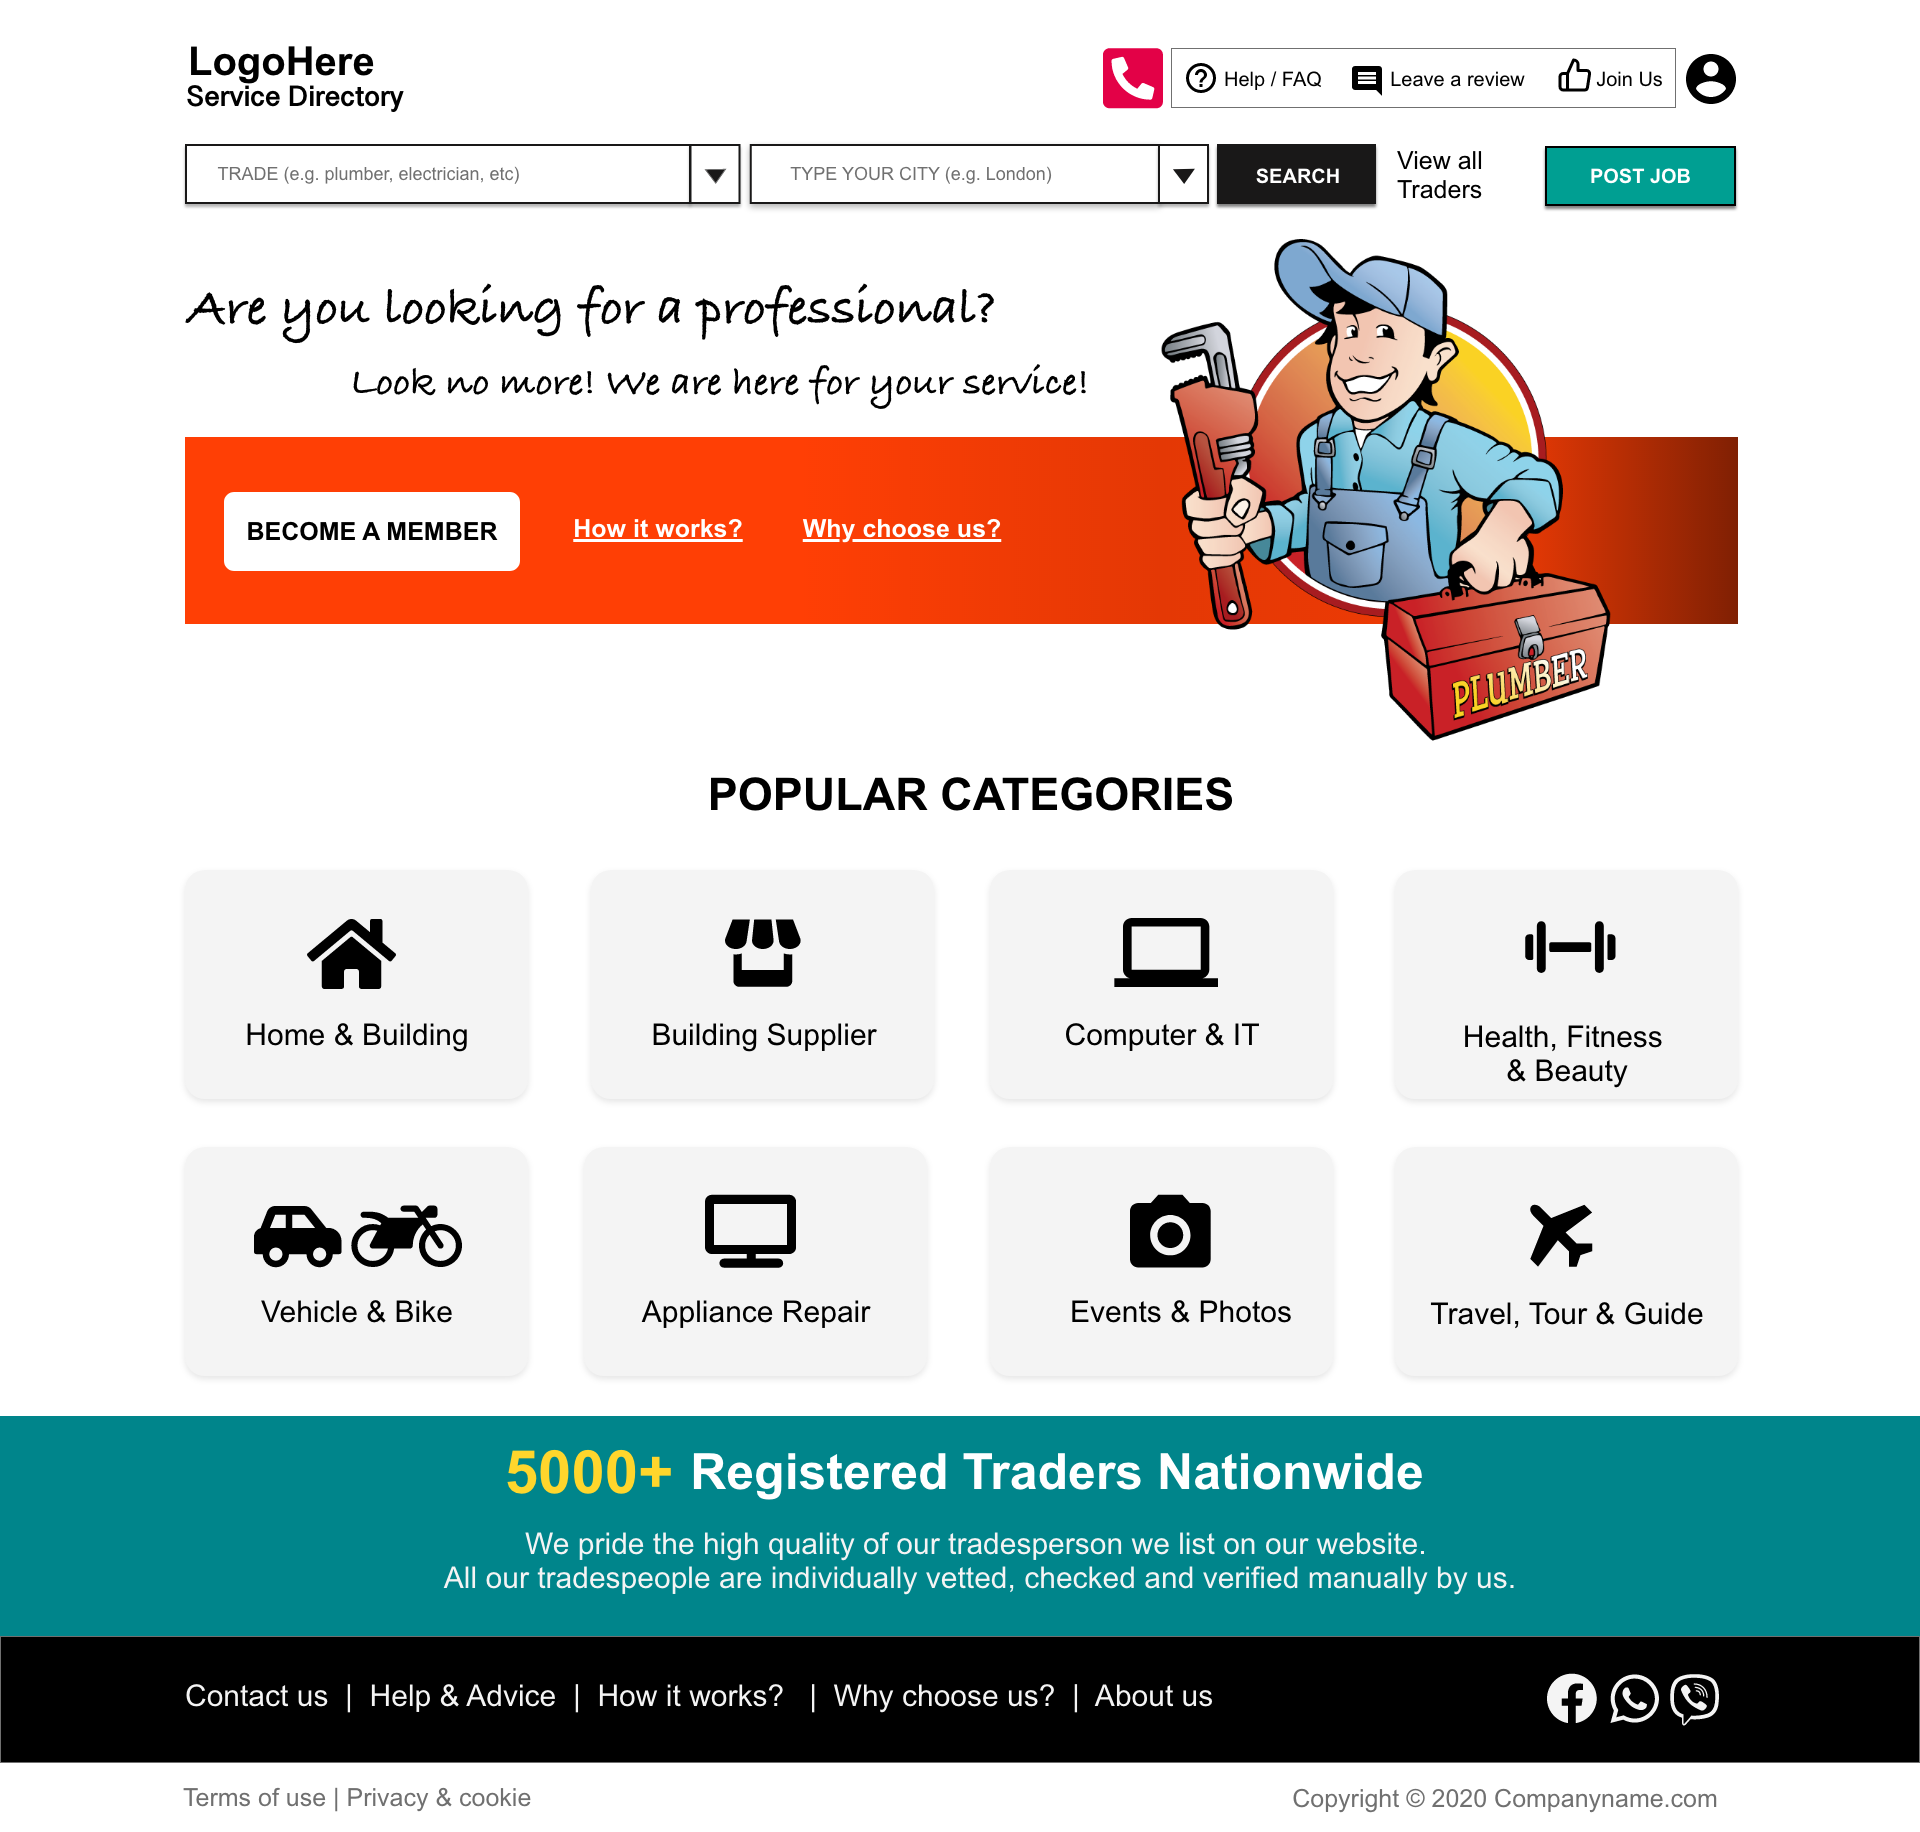 LogoHere
Service Directory
Help / FAQ
Leave a review
Join Us
TRADE (e.g. plumber, electrician, etc)
TYPE YOUR CITY (e.g. London)
SEARCH
View all
Traders
POST JOB
Are you looking for a professional?
Look no more! We are here for your service!
BECOME A MEMBER
How it works?
Why choose us?
PLUMBER
POPULAR CATEGORIES
Home & Building
Building Supplier
Computer & IT
Health, Fitness
& Beauty
Vehicle & Bike
Appliance Repair
Events & Photos
Travel, Tour & Guide
5000+ Registered Traders Nationwide
We pride the high quality of our tradesperson we list on our website.
All our tradespeople are individually vetted, checked and verified manually by us.
Contact us | Help & Advice | How it works? | Why choose us? | About us
Terms of use | Privacy & cookie
Copyright © 2020 Companyname.com